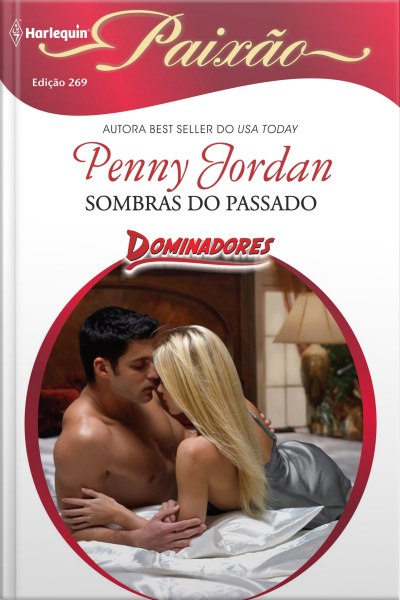 Harlequin
Paixão
Edição 269
AUTORA BEST SELLER DO USA TODAY
Penny Jordan
SOMBRAS DO PASSADO
DOMINADORES